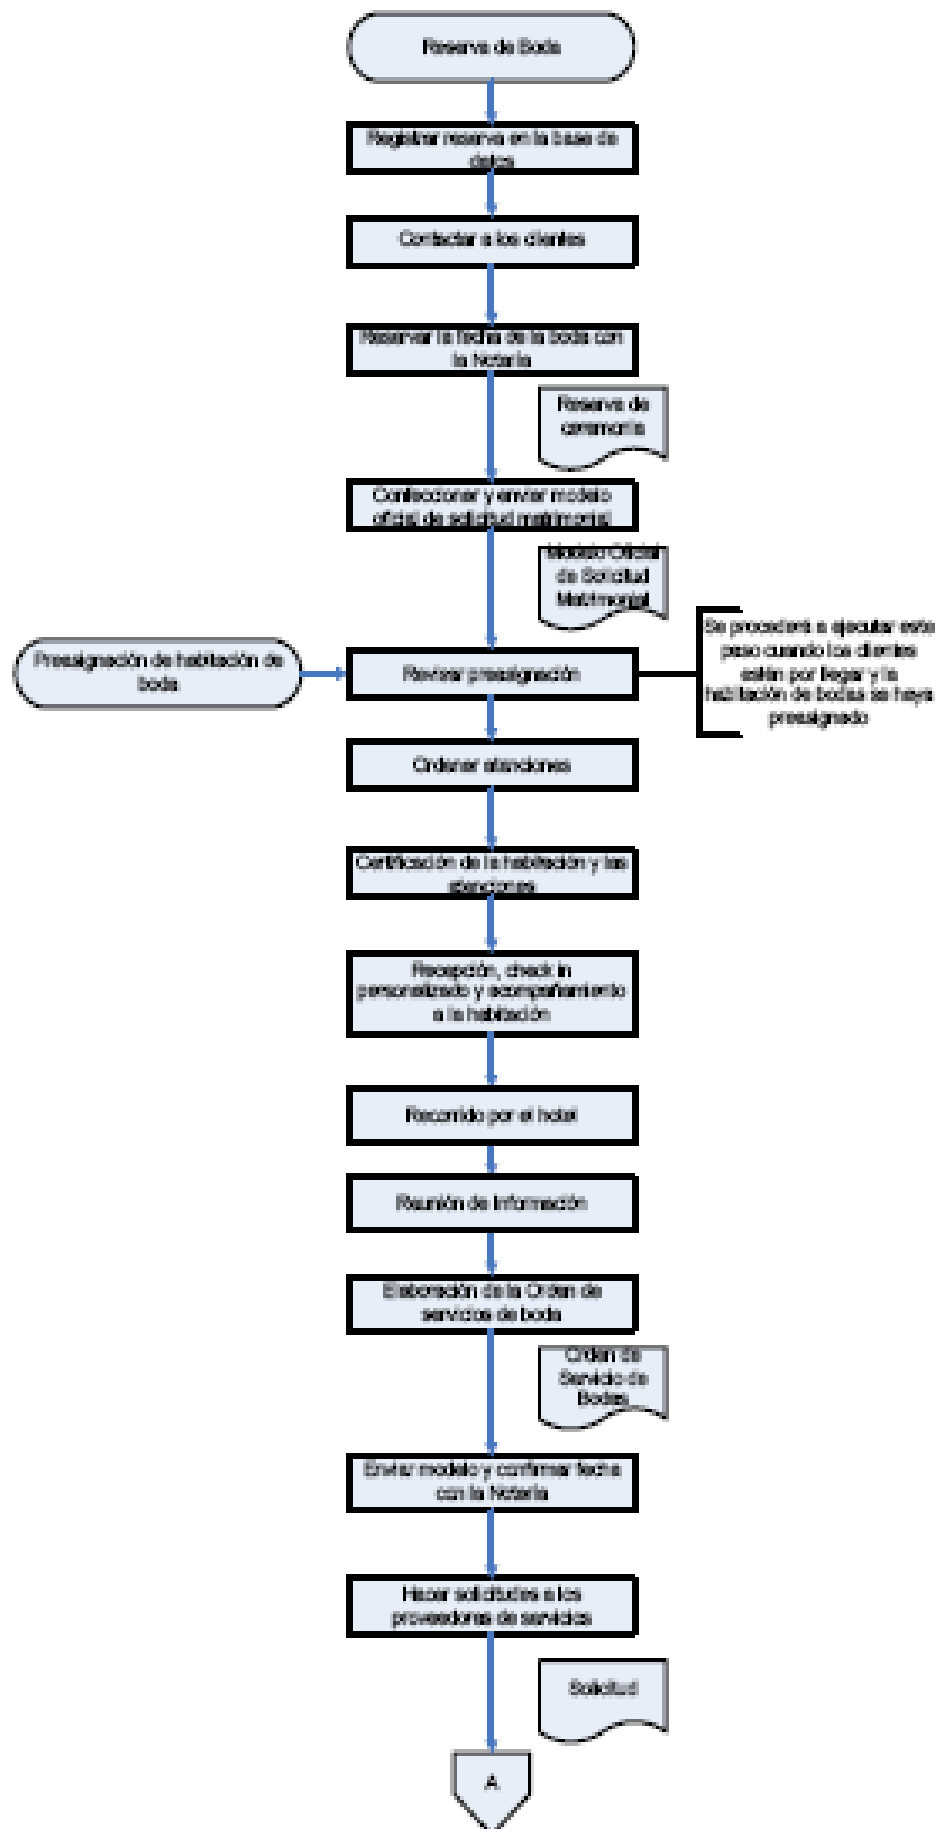 Reserva de Boda
Registrar reserva en la base de
datos
Contactar a los clientes
Reservar la fecha de la boda con
la Notaría
Reserva de
ceremonia
Confeccionar y enviar modelo
oficial de solicitud matrimonial
Modelo Oficial
de Solicitud
Matrimonial
Preasignación de habitación de
boda
Revisar preasignación
Se procederá a ejecutar este
paso cuando los clientes
estén por llegar y la
habitación de bodas se haya
preasignado
Ordenar atenciones
Certificación de la habitación y las
atenciones
Recepción, check in
personalizado y acompañamiento
a la habitación
Recorrido por el hotel
Reunión de información
Elaboración de la Orden de
servicios de boda
Orden de
Servicio de
Bodas
Enviar modelo y confirmar fecha
con la Notaría
Hacer solicitudes a los
proveedores de servicios
Solicitud
A